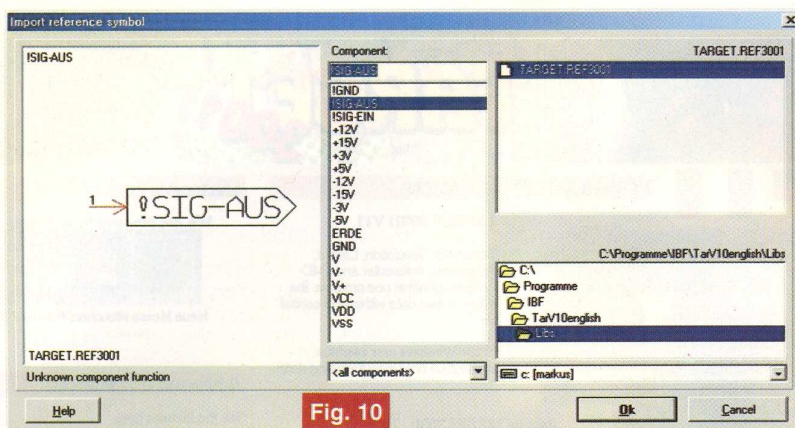 Import reference symbol
!SIG-AUS
1
!SIG-AUS
TARGET.REF3001
Unknown component function
Component:
!SIG-AUS
!GND
!SIG-AUS
!SIG-EIN
+12V
+15V
+3V
+5V
-12V
-15V
-3V
-5V
ERDE
GND
V
V-
V+
VCC
VDD
VSS
<all components>
TARGET.REF3001
TARGET.REF3001
C:\Programme\IBF\TarV10english\Libs
C:\
Programme
IBF
TarV10english
Libs
c: [markus]
Help
Fig. 10
Ok
Cancel